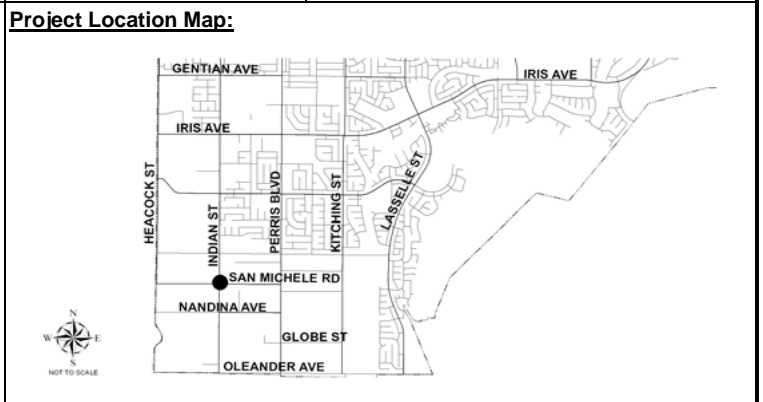 Project Location Map:
GENTIAN AVE
IRIS AVE
IRIS AVE
HEACOCK ST
INDIAN ST
PERRIS BLVD
KITCHING ST
LASSELLE ST
SAN MICHELE RD
NANDINA AVE
GLOBE ST
OLEANDER AVE
N
W E
S
NOT TO SCALE